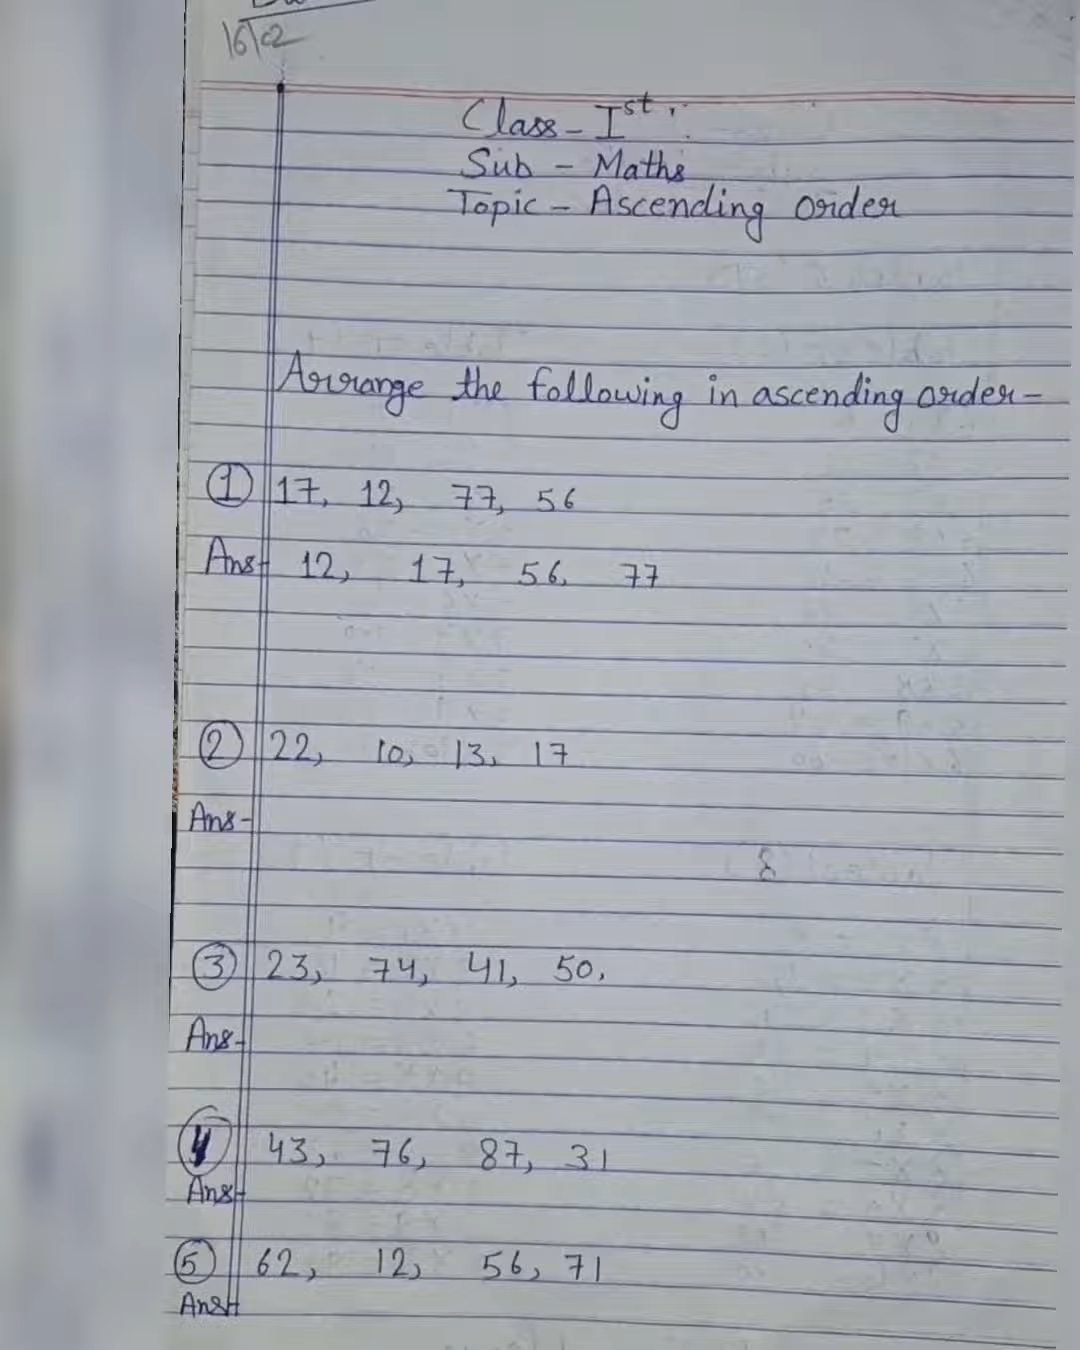 16/02
Class - Ist.
Sub - Maths
Topic - Ascending order
Arrange the following in ascending order -
① 17, 12, 77, 56
Ans- 12, 17, 56, 77
② 22, 10, 13, 17
Ans-
8
③ 23, 74, 41, 50,
Ans-
④ 43, 76, 87, 31
Ans-
⑤ 62, 12, 56, 71
Ans-